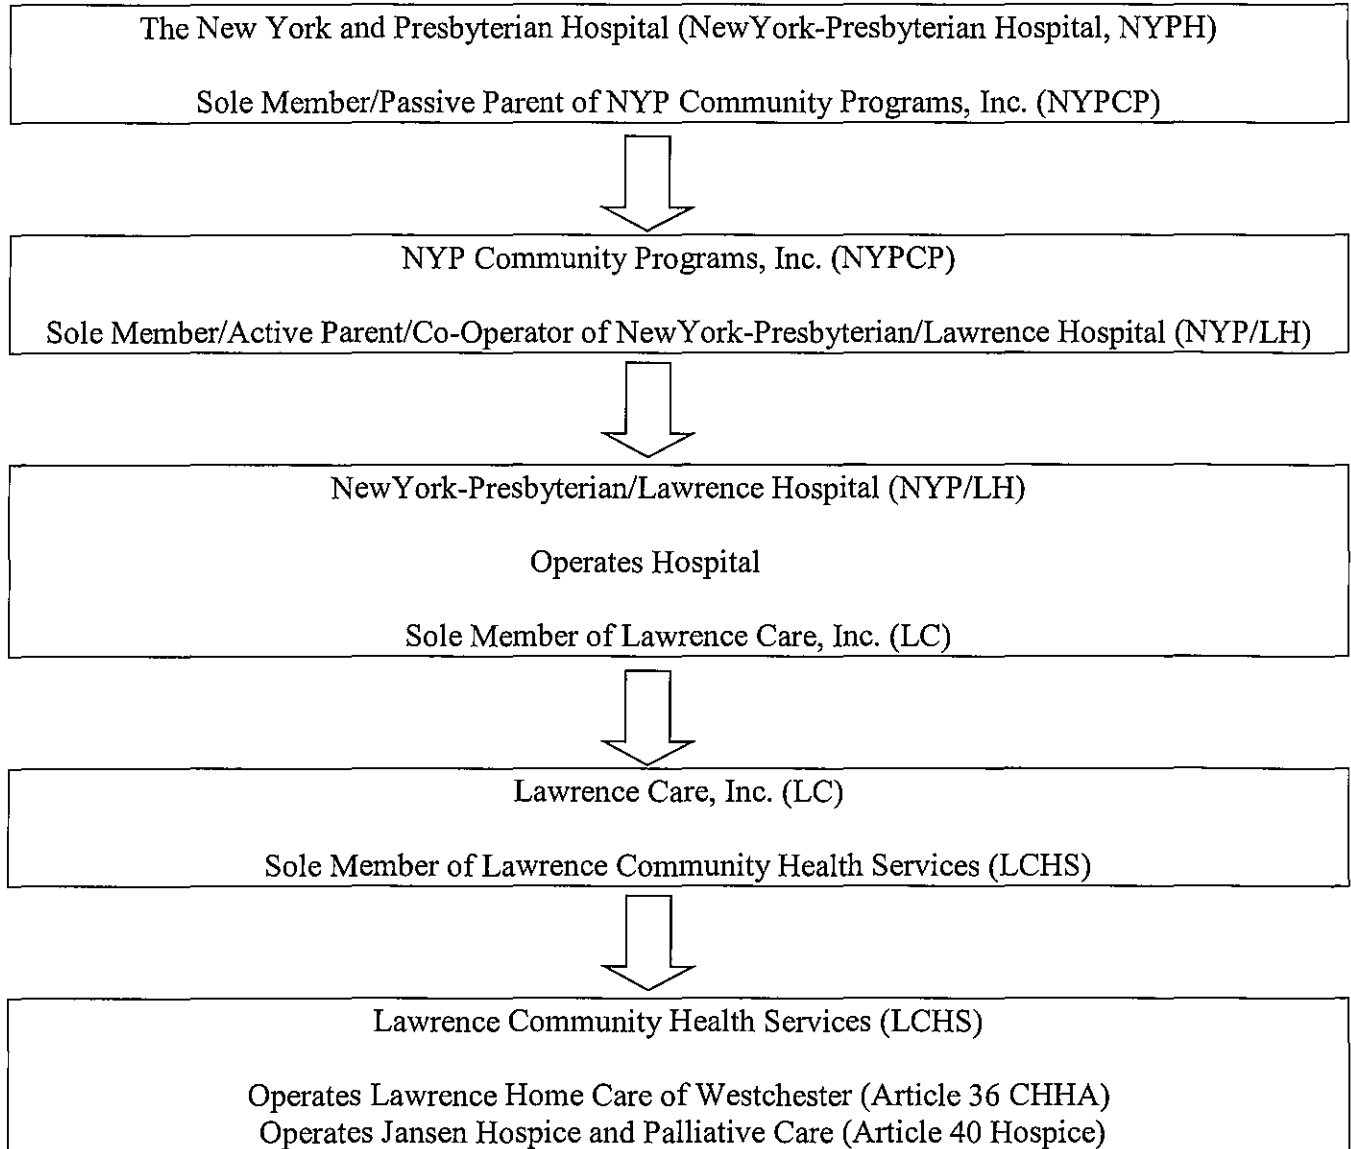 The New York and Presbyterian Hospital (NewYork-Presbyterian Hospital, NYPH)
Sole Member/Passive Parent of NYP Community Programs, Inc. (NYPCP)
NYP Community Programs, Inc. (NYPCP)
Sole Member/Active Parent/Co-Operator of NewYork-Presbyterian/Lawrence Hospital (NYP/LH)
NewYork-Presbyterian/Lawrence Hospital (NYP/LH)
Operates Hospital
Sole Member of Lawrence Care, Inc. (LC)
Lawrence Care, Inc. (LC)
Sole Member of Lawrence Community Health Services (LCHS)
Lawrence Community Health Services (LCHS)
Operates Lawrence Home Care of Westchester (Article 36 CHHA)
Operates Jansen Hospice and Palliative Care (Article 40 Hospice)